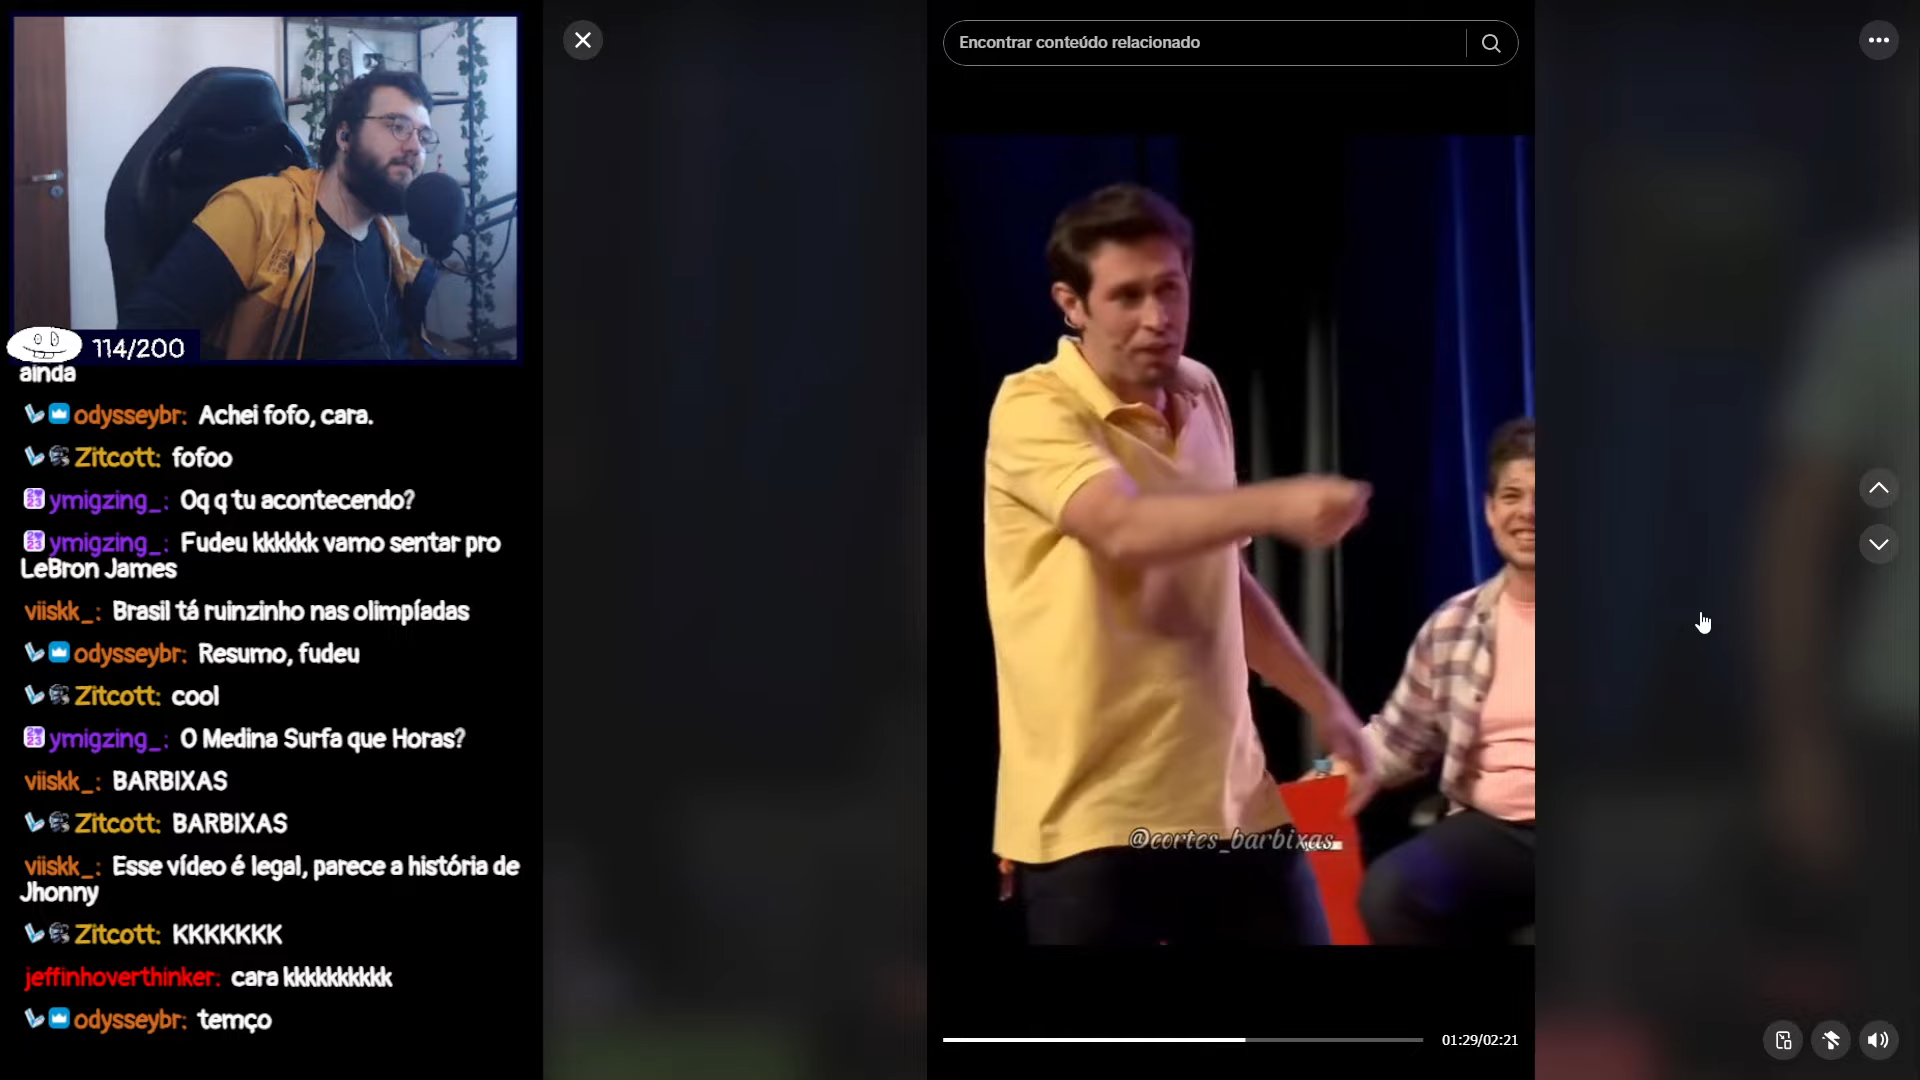 Encontrar conteúdo relacionado
114/200
ainda
odysseybr: Achei fofo, cara.
Zitcott: fofoo
ymigzing_: Oq q tu acontecendo?
ymigzing_: Fudeu kkkkkk vamo sentar pro
LeBron James
viiskk_: Brasil tá ruinzinho nas olimpíadas
odysseybr: Resumo, fudeu
Zitcott: cool
ymigzing_: O Medina Surfa que Horas?
viiskk_: BARBIXAS
Zitcott: BARBIXAS
viiskk_: Esse vídeo é legal, parece a história de
Jhonny
Zitcott: KKKKKKK
jeffinhoverthinker: cara kkkkkkkkkk
odysseybr: temço
@cortes_barbixas_
01:29/02:21